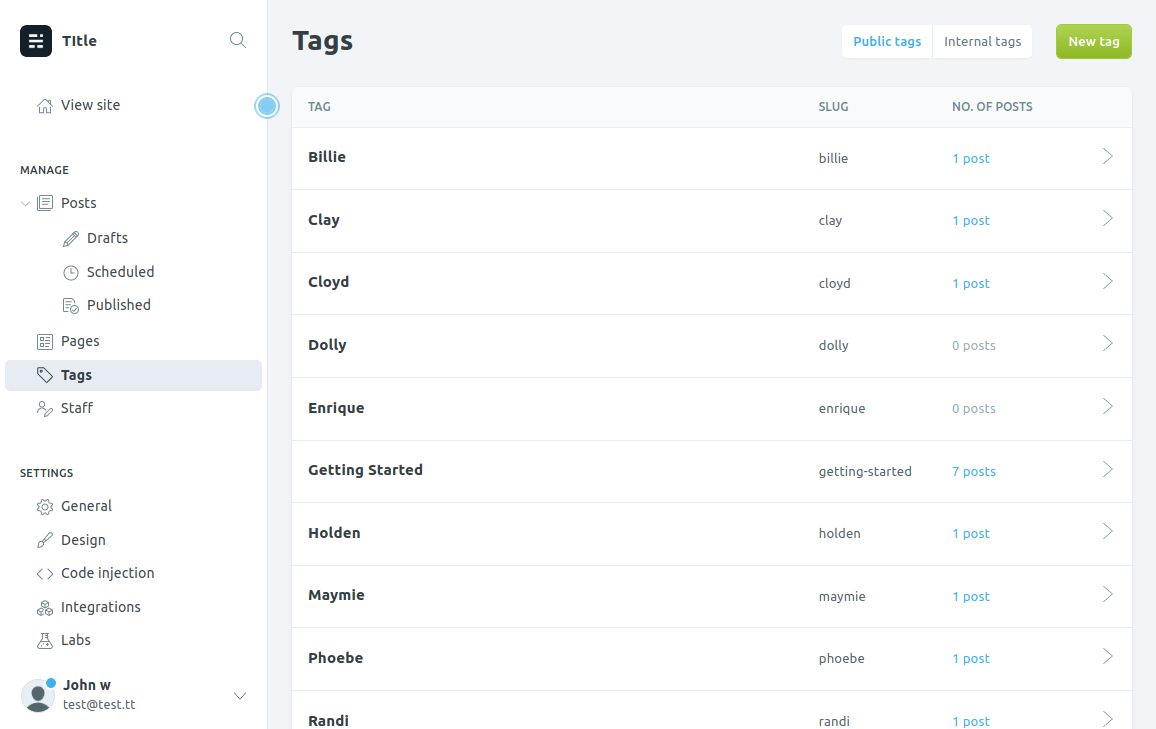 TItle
View site
MANAGE
Posts
Drafts
Scheduled
Published
Pages
Tags
Staff
SETTINGS
General
Design
Code injection
Integrations
Labs
John w
test@test.tt
Tags
Public tags Internal tags New tag
TAG SLUG NO. OF POSTS
Billie billie 1 post
Clay clay 1 post
Cloyd cloyd 1 post
Dolly dolly 0 posts
Enrique enrique 0 posts
Getting Started getting-started 7 posts
Holden holden 1 post
Maymie maymie 1 post
Phoebe phoebe 1 post
Randi randi 1 post